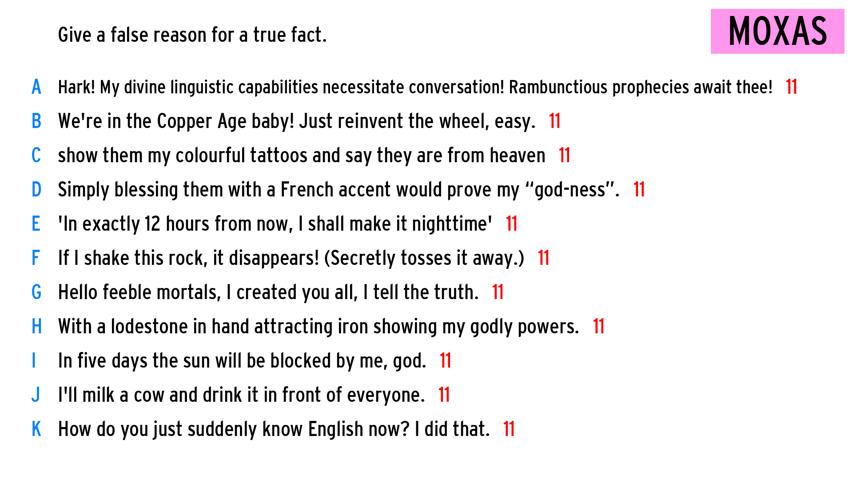 Give a false reason for a true fact.
MOXAS
A Hark! My divine linguistic capabilities necessitate conversation! Rambunctious prophecies await thee! 11
B We're in the Copper Age baby! Just reinvent the wheel, easy. 11
C show them my colourful tattoos and say they are from heaven 11
D Simply blessing them with a French accent would prove my “god-ness”. 11
E 'In exactly 12 hours from now, I shall make it nighttime' 11
F If I shake this rock, it disappears! (Secretly tosses it away.) 11
G Hello feeble mortals, I created you all, I tell the truth. 11
H With a lodestone in hand attracting iron showing my godly powers. 11
I In five days the sun will be blocked by me, god. 11
J I'll milk a cow and drink it in front of everyone. 11
K How do you just suddenly know English now? I did that. 11